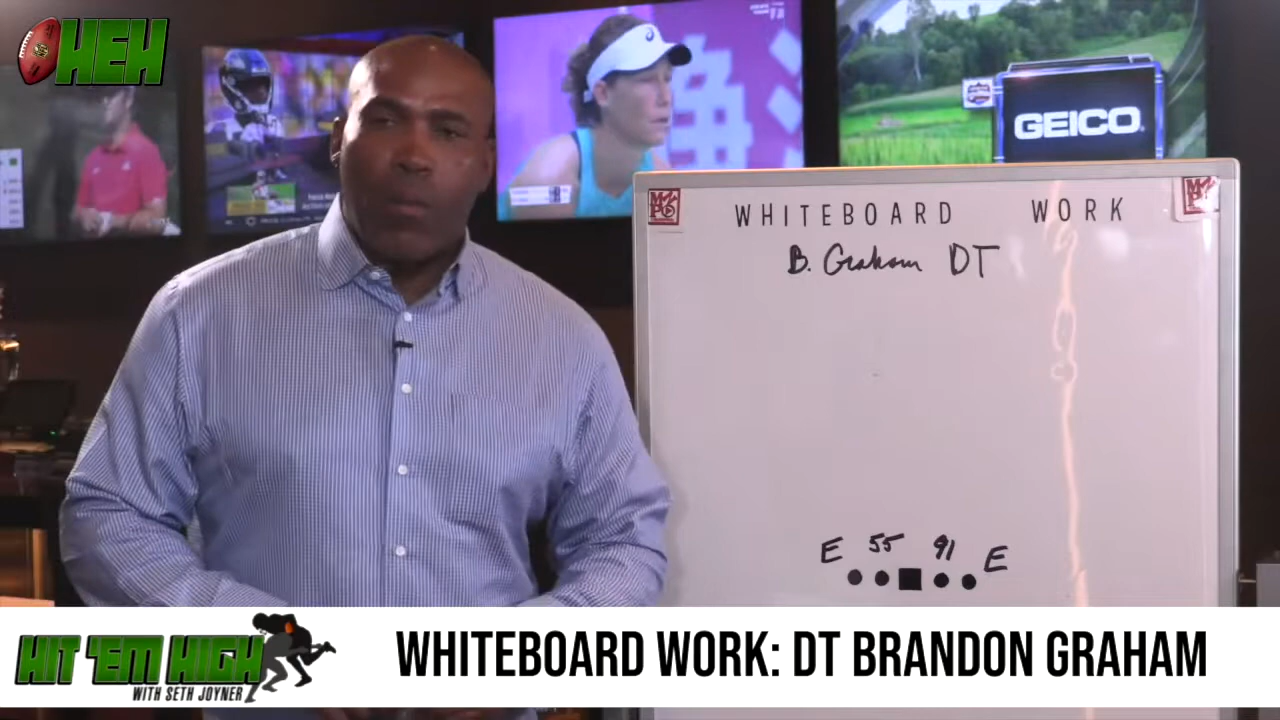 HEH
GEICO
WHITEBOARD WORK
B. Graham DT
E 55 91 E
HIT 'EM HIGH
WITH SETH JOYNER
WHITEBOARD WORK: DT BRANDON GRAHAM